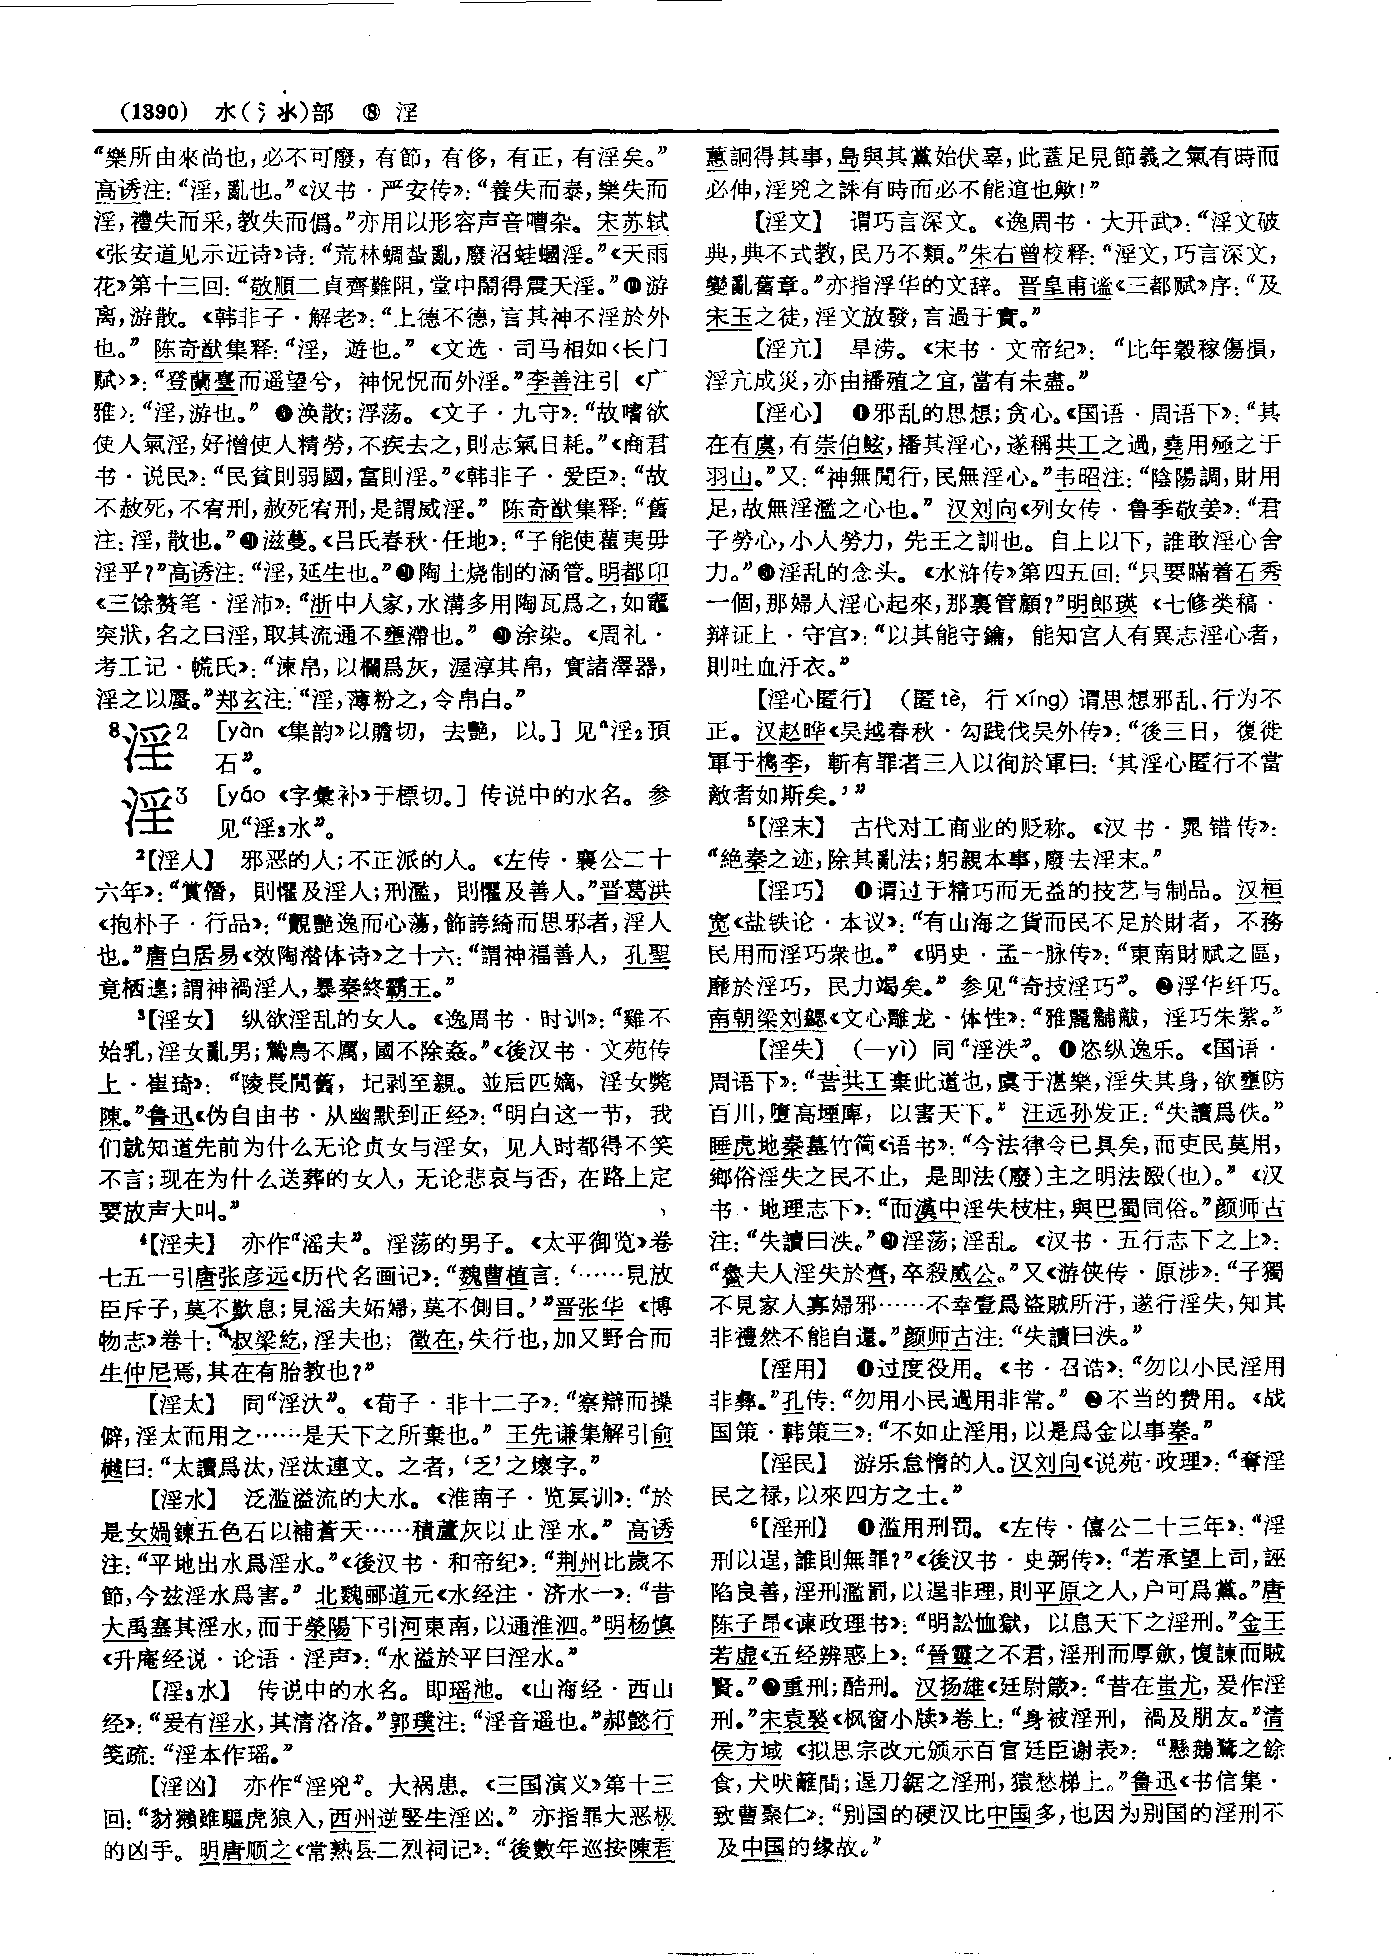 (1390) 水(氵氺)部 ⑧ 淫
“樂所由來尚也，必不可廢，有節，有侈，有正，有淫矣。”
高诱注：“淫，亂也。”《汉书·严安传》：“養失而泰，樂失而
淫，禮失而采，教失而僞。”亦用以形容声音嘈杂。宋苏轼
《张安道见示近诗》诗：“荒林蜩蚻亂，廢沼蛙蟈淫。”《天雨
花》第十三回：“敬順二貞齊難阻，堂中鬧得震天淫。”⓲游
离，游散。《韩非子·解老》：“上德不德，言其神不淫於外
也。”陈奇猷集释：“淫，遊也。”《文选·司马相如〈长门
赋〉》：“登蘭臺而遥望兮，神怳怳而外淫。”李善注引《广
雅》：“淫，游也。”⓳涣散；浮荡。《文子·九守》：“故嗜欲
使人氣淫，好憎使人精勞，不疾去之，則志氣日耗。”《商君
书·说民》：“民貧則弱國，富則淫。”《韩非子·爱臣》：“故
不赦死，不宥刑，赦死宥刑，是謂威淫。”陈奇猷集释：“舊
注：淫，散也。”⓴滋蔓。《吕氏春秋·任地》：“子能使雚夷毋
淫乎？”高诱注：“淫，延生也。”㉑陶土烧制的涵管。明都卬
《三馀赘笔·淫沛》：“浙中人家，水溝多用陶瓦爲之，如竈
突狀，名之曰淫，取其流通不壅滯也。”㉒涂染。《周礼·
考工记·㡛氏》：“湅帛，以欄爲灰，渥淳其帛，實諸澤器，
淫之以蜃。”郑玄注：“淫，薄粉之，令帛白。”
8淫2 [yàn《集韵》以贍切，去艷，以。] 见“淫2預
石”。
淫3 [yáo《字彙补》于標切。] 传说中的水名。参
见“淫3水”。
2【淫人】 邪恶的人；不正派的人。《左传·襄公二十
六年》：“賞僭，則懼及淫人；刑濫，則懼及善人。”晋葛洪
《抱朴子·行品》：“覿艷逸而心蕩，飾誇綺而思邪者，淫人
也。”唐白居易《效陶潜体诗》之十六：“謂神福善人，孔聖
竟栖遑；謂神禍淫人，暴秦終霸王。”
3【淫女】 纵欲淫乱的女人。《逸周书·时训》：“雞不
始乳，淫女亂男；鷙鳥不厲，國不除姦。”《後汉书·文苑传
上·崔琦》：“陵長間舊，圮剥至親。並后匹嫡，淫女斃
陳。”鲁迅《伪自由书·从幽默到正经》：“明白这一节，我
们就知道先前为什么无论贞女与淫女，见人时都得不笑
不言；现在为什么送葬的女人，无论悲哀与否，在路上定
要放声大叫。”
4【淫夫】 亦作“滛夫”。淫荡的男子。《太平御览》卷
七五一引唐张彦远《历代名画记》：“魏曹植言：‘……見放
臣斥子，莫不歎息；見滛夫妬婦，莫不側目。’”晋张华《博
物志》卷十：“叔梁紇，淫夫也；徵在，失行也，加又野合而
生仲尼焉，其在有胎教也？”
【淫太】 同“淫汰”。《荀子·非十二子》：“察辯而操
僻，淫太而用之……是天下之所棄也。”王先谦集解引俞
樾曰：“太讀爲汰，淫汰連文。之者，‘乏’之壞字。”
【淫水】 泛滥溢流的大水。《淮南子·览冥训》：“於
是女媧鍊五色石以補蒼天……積蘆灰以止淫水。”高诱
注：“平地出水爲淫水。”《後汉书·和帝纪》：“荆州比歲不
節，今兹淫水爲害。”北魏郦道元《水经注·济水一》：“昔
大禹塞其淫水，而于滎陽下引河東南，以通淮泗。”明杨慎
《升庵经说·论语·淫声》：“水溢於平曰淫水。”
【淫3水】 传说中的水名。即瑶池。《山海经·西山
经》：“爰有淫水，其清洛洛。”郭璞注：“淫音遥也。”郝懿行
笺疏：“淫本作瑶。”
【淫凶】 亦作“淫兇”。大祸患。《三国演义》第十三
回：“豺獺雖驅虎狼入，西州逆竪生淫凶。”亦指罪大恶极
的凶手。明唐顺之《常熟县二烈祠记》：“後數年巡按陳君
蕙詗得其事，島與其黨始伏辜，此蓋足見節義之氣有時而
必伸，淫兇之誅有時而必不能逭也歟！”
【淫文】 谓巧言深文。《逸周书·大开武》：“淫文破
典，典不式教，民乃不類。”朱右曾校释：“淫文，巧言深文，
變亂舊章。”亦指浮华的文辞。晋皇甫谧《三都赋》序：“及
宋玉之徒，淫文放發，言過于實。”
【淫亢】 旱涝。《宋书·文帝纪》：“比年穀稼傷損，
淫亢成災，亦由播殖之宜，當有未盡。”
【淫心】 ❶邪乱的思想；贪心。《国语·周语下》：“其
在有虞，有崇伯鮌，播其淫心，遂稱共工之過，堯用殛之于
羽山。”又：“神無間行，民無淫心。”韦昭注：“陰陽調，財用
足，故無淫濫之心也。”汉刘向《列女传·鲁季敬姜》：“君
子勞心，小人勞力，先王之訓也。自上以下，誰敢淫心舍
力。”❷淫乱的念头。《水浒传》第四五回：“只要瞞着石秀
一個，那婦人淫心起來，那裏管顧？”明郎瑛《七修类稿·
辩证上·守宫》：“以其能守鑰，能知宫人有異志淫心者，
則吐血汙衣。”
【淫心匿行】 （匿tè，行xíng）谓思想邪乱、行为不
正。汉赵晔《吴越春秋·勾践伐吴外传》：“後三日，復徙
軍于檇李，斬有罪者三人以徇於軍曰：‘其淫心匿行不當
敵者如斯矣。’”
5【淫末】 古代对工商业的贬称。《汉书·晁错传》：
“絶秦之迹，除其亂法；躬親本事，廢去淫末。”
【淫巧】 ❶谓过于精巧而无益的技艺与制品。汉桓
宽《盐铁论·本议》：“有山海之貨而民不足於財者，不務
民用而淫巧衆也。”《明史·孟一脉传》：“東南財赋之區，
靡於淫巧，民力竭矣。”参见“奇技淫巧”。❷浮华纤巧。
南朝梁刘勰《文心雕龙·体性》：“雅麗黼黻，淫巧朱紫。”
【淫失】 （—yì）同“淫泆”。❶恣纵逸乐。《国语·
周语下》：“昔共工棄此道也，虞于湛樂，淫失其身，欲壅防
百川，墮高堙庳，以害天下。”汪远孙发正：“失讀爲佚。”
睡虎地秦墓竹简《语书》：“今法律令已具矣，而吏民莫用，
鄉俗淫失之民不止，是即法（廢）主之明法殹（也）。”《汉
书·地理志下》：“而漢中淫失枝柱，與巴蜀同俗。”颜师古
注：“失讀曰泆。”❷淫荡；淫乱。《汉书·五行志下之上》：
“魯夫人淫失於齊，卒殺威公。”又《游侠传·原涉》：“子獨
不見家人寡婦邪……不幸壹爲盜賊所汙，遂行淫失，知其
非禮然不能自還。”颜师古注：“失讀曰泆。”
【淫用】 ❶过度役用。《书·召诰》：“勿以小民淫用
非彝。”孔传：“勿用小民過用非常。”❷不当的费用。《战
国策·韩策三》：“不如止淫用，以是爲金以事秦。”
【淫民】 游乐怠惰的人。汉刘向《说苑·政理》：“奪淫
民之禄，以來四方之士。”
6【淫刑】 ❶滥用刑罚。《左传·僖公二十三年》：“淫
刑以逞，誰則無罪？”《後汉书·史弼传》：“若承望上司，誣
陷良善，淫刑濫罰，以逞非理，則平原之人，户可爲黨。”唐
陈子昂《谏政理书》：“明訟恤獄，以息天下之淫刑。”金王
若虚《五经辨惑上》：“晉靈之不君，淫刑而厚斂，愎諫而賊
賢。”❷重刑；酷刑。汉扬雄《廷尉箴》：“昔在蚩尤，爰作淫
刑。”宋袁褧《枫窗小牍》卷上：“身被淫刑，禍及朋友。”清
侯方域《拟思宗改元颁示百官廷臣谢表》：“懸鵝鶩之餘
食，犬吠籬間；逞刀鋸之淫刑，猿愁梯上。”鲁迅《书信集·
致曹聚仁》：“别国的硬汉比中国多，也因为别国的淫刑不
及中国的缘故。”